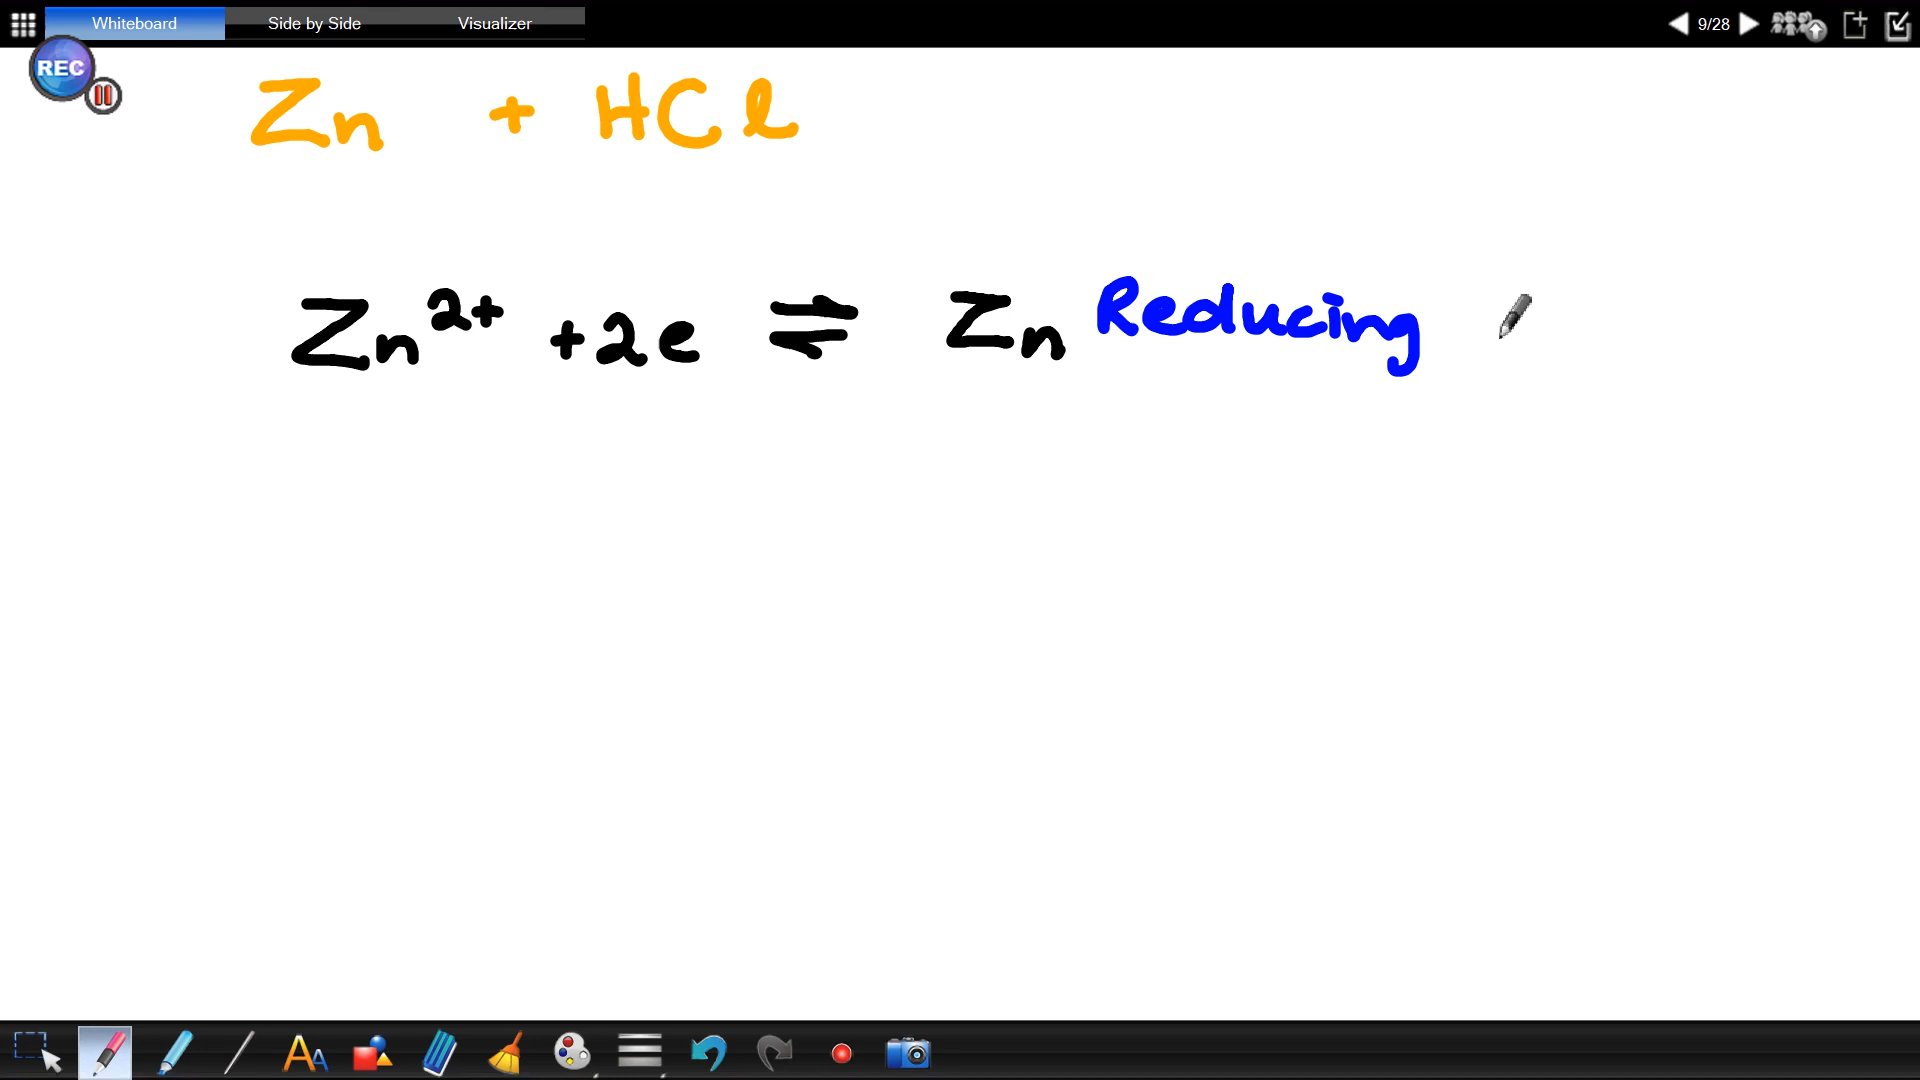 Whiteboard Side by Side Visualizer 9/28
REC
Zn + HCl
Zn²⁺ +2e ⇌ Zn Reducing